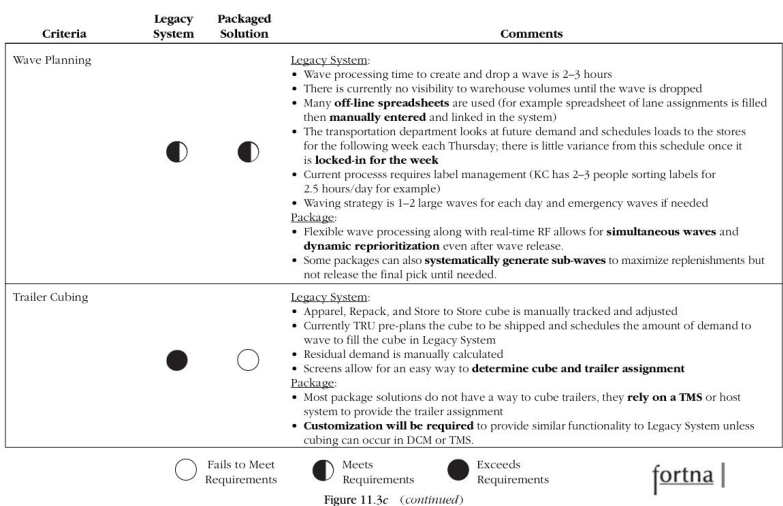 Criteria
Legacy System
Packaged Solution
Comments
Wave Planning
Legacy System:
• Wave processing time to create and drop a wave is 2–3 hours
• There is currently no visibility to warehouse volumes until the wave is dropped
• Many off-line spreadsheets are used (for example spreadsheet of lane assignments is filled
then manually entered and linked in the system)
• The transportation department looks at future demand and schedules loads to the stores
for the following week each Thursday; there is little variance from this schedule once it
is locked-in for the week
• Current processs requires label management (KC has 2–3 people sorting labels for
2.5 hours/day for example)
• Waving strategy is 1–2 large waves for each day and emergency waves if needed
Package:
• Flexible wave processing along with real-time RF allows for simultaneous waves and
dynamic reprioritization even after wave release.
• Some packages can also systematically generate sub-waves to maximize replenishments but
not release the final pick until needed.
Trailer Cubing
Legacy System:
• Apparel, Repack, and Store to Store cube is manually tracked and adjusted
• Currently TRU pre-plans the cube to be shipped and schedules the amount of demand to
wave to fill the cube in Legacy System
• Residual demand is manually calculated
• Screens allow for an easy way to determine cube and trailer assignment
Package:
• Most package solutions do not have a way to cube trailers, they rely on a TMS or host
system to provide the trailer assignment
• Customization will be required to provide similar functionality to Legacy System unless
cubing can occur in DCM or TMS.
Fails to Meet
Requirements
Meets
Requirements
Exceeds
Requirements
fortna
Figure 11.3c (continued)